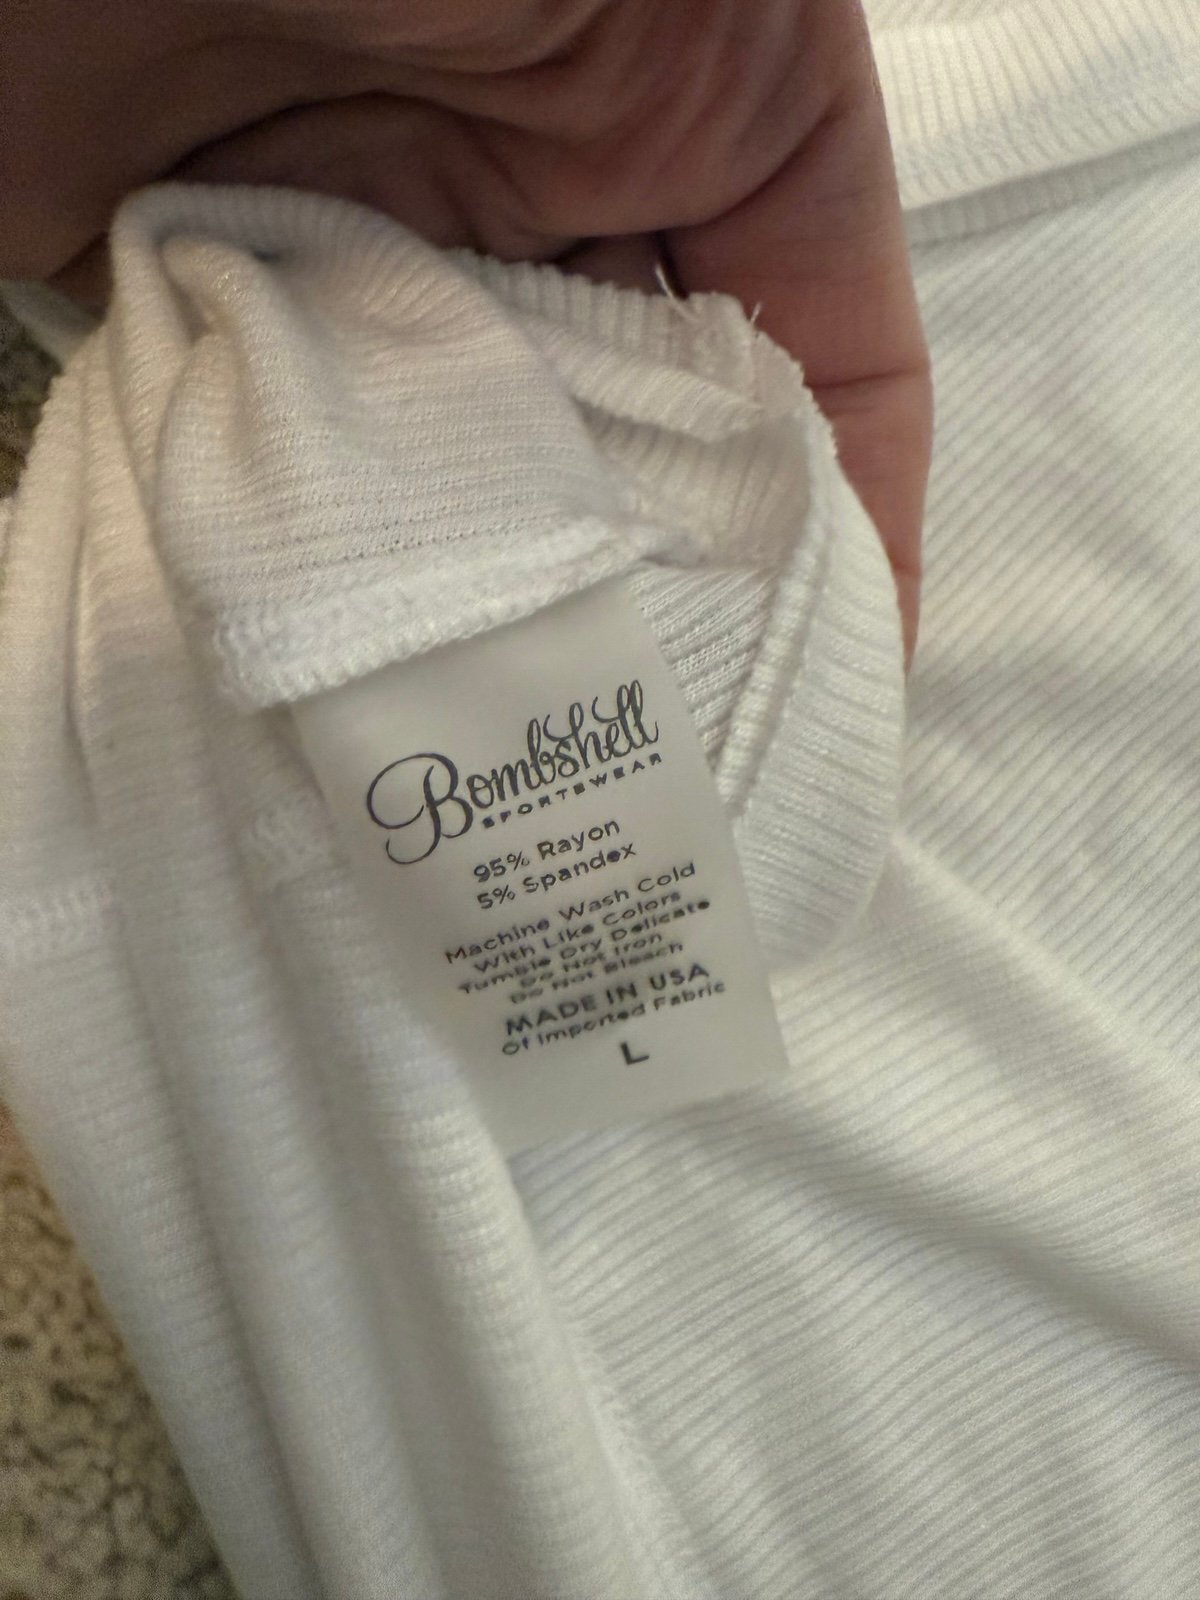 Bombshell
SPORTSWEAR
95% Rayon
5% Spandex
Machine Wash Cold
With Like Colors
Tumble Dry Delicate
Do Not Iron
Do Not Bleach
MADE IN USA
Of Imported Fabric
L